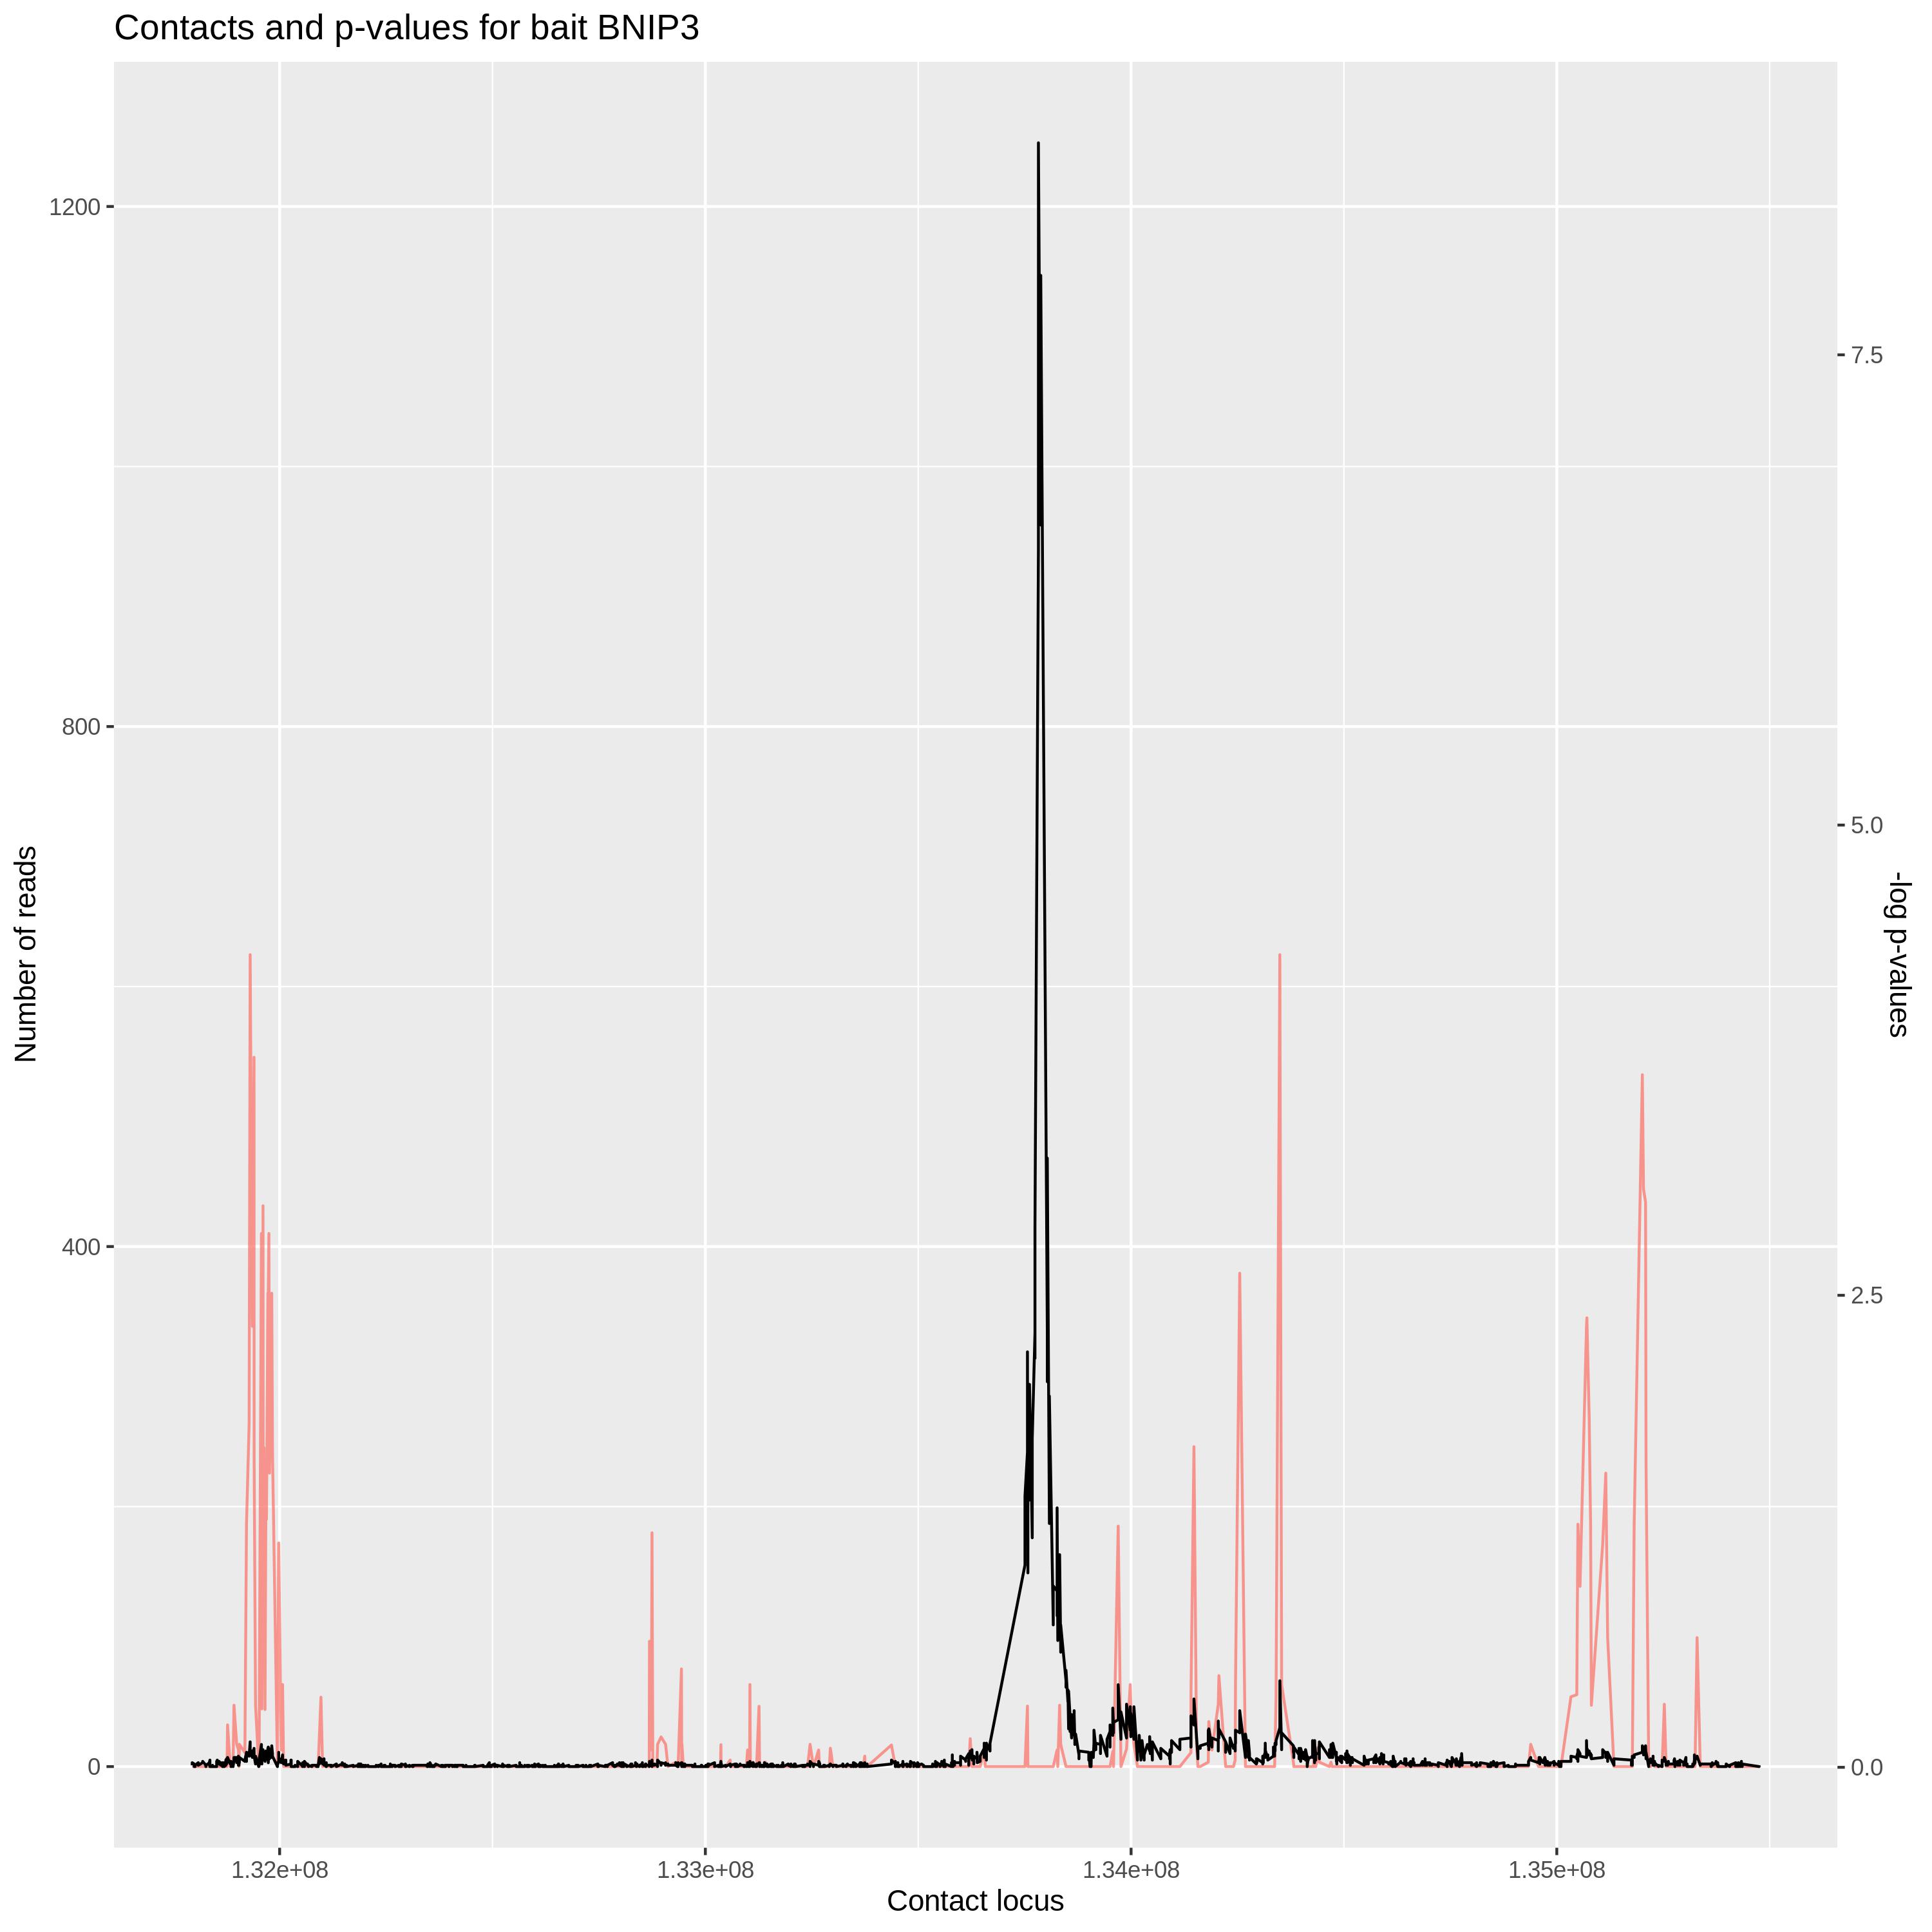 Contacts and p-values for bait BNIP3
1200
800
400
0
Number of reads
7.5
5.0
2.5
0.0
-log p-values
1.32e+08
1.33e+08
1.34e+08
1.35e+08
Contact locus